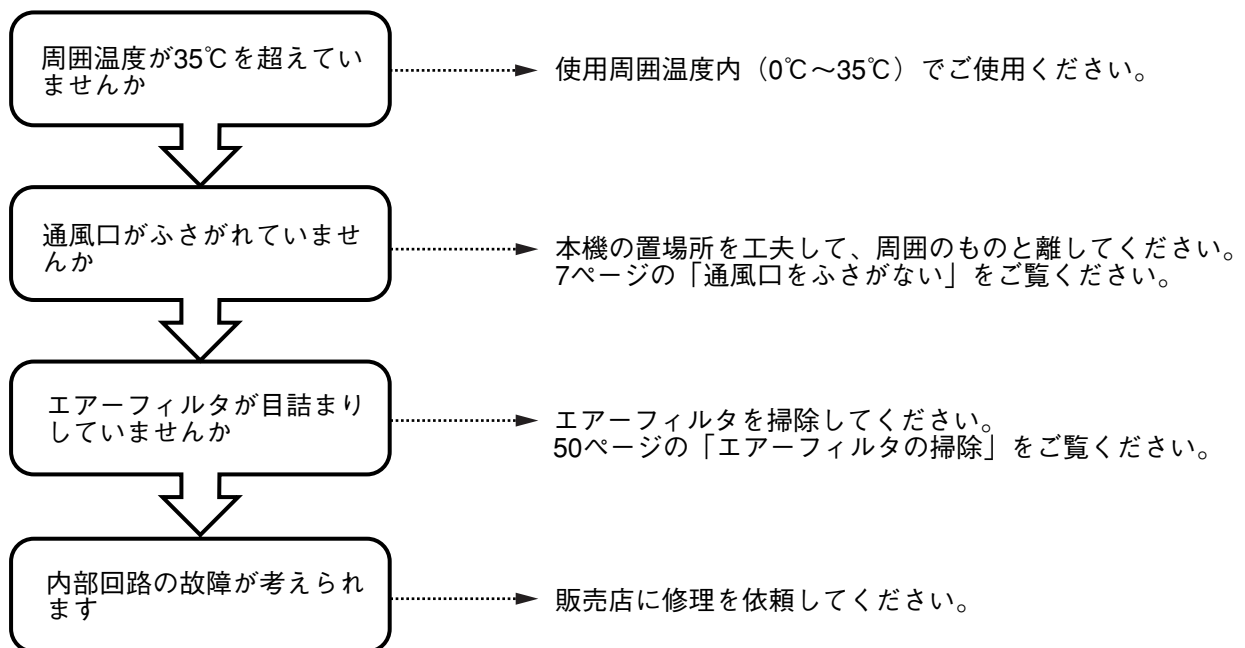 周囲温度が35℃を超えてい
ませんか
使用周囲温度内（0℃～35℃）でご使用ください。
通風口がふさがれていませ
んか
本機の置場所を工夫して、周囲のものと離してください。
7ページの「通風口をふさがない」をご覧ください。
エアーフィルタが目詰まり
していませんか
エアーフィルタを掃除してください。
50ページの「エアーフィルタの掃除」をご覧ください。
内部回路の故障が考えられ
ます
販売店に修理を依頼してください。